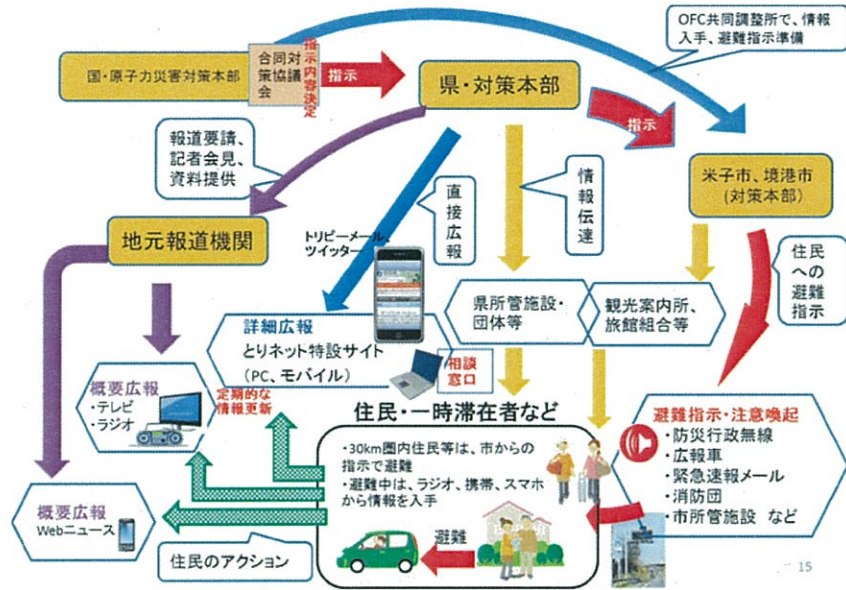 OFC共同調整所で、情報
入手、避難指示準備
国・原子力災害対策本部
合同対
策協議
会
指示内容決定
指示
県・対策本部
指示
報道要請、
記者会見、
資料提供
米子市、境港市
(対策本部)
地元報道機関
トリピーメール、
ツイッター
直接広報
情報伝達
住民
への
避難
指示
県所管施設・
団体等
観光案内所、
旅館組合等
詳細広報
とりネット特設サイト
(PC、モバイル)
相談
窓口
概要広報
・テレビ
・ラジオ
定期的な
情報更新
住民・一時滞在者など
・30km圏内住民等は、市からの
指示で避難
・避難中は、ラジオ、携帯、スマホ
から情報を入手
避難
避難指示・注意喚起
・防災行政無線
・広報車
・緊急速報メール
・消防団
・市所管施設 など
概要広報
Webニュース
住民のアクション
15